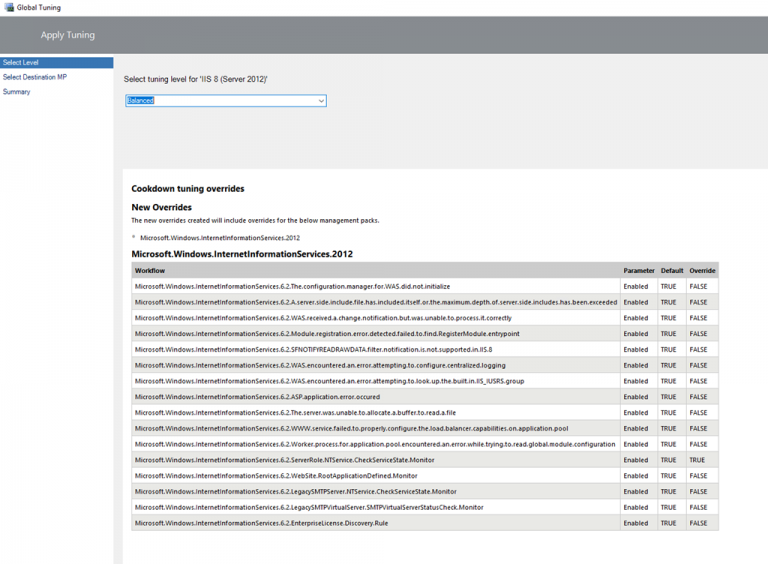 Global Tuning
Apply Tuning
Select Level
Select Destination MP
Summary
Select tuning level for 'IIS 8 (Server 2012)'
Balanced
Cookdown tuning overrides
New Overrides
The new overrides created will include overrides for the below management packs.
* Microsoft.Windows.InternetInformationServices.2012
Microsoft.Windows.InternetInformationServices.2012
Workflow Parameter Default Override
Microsoft.Windows.InternetInformationServices.6.2.The.configuration.manager.for.WAS.did.not.initialize Enabled TRUE FALSE
Microsoft.Windows.InternetInformationServices.6.2.A.server.side.include.file.has.included.itself.or.the.maximum.depth.of.server.side.includes.has.been.exceeded Enabled TRUE FALSE
Microsoft.Windows.InternetInformationServices.6.2.WAS.received.a.change.notification.but.was.unable.to.process.it.correctly Enabled TRUE FALSE
Microsoft.Windows.InternetInformationServices.6.2.Module.registration.error.detected.failed.to.find.RegisterModule.entrypoint Enabled TRUE FALSE
Microsoft.Windows.InternetInformationServices.6.2.SFNOTIFYREADRAWDATA.filter.notification.is.not.supported.in.IIS.8 Enabled TRUE FALSE
Microsoft.Windows.InternetInformationServices.6.2.WAS.encountered.an.error.attempting.to.configure.centralized.logging Enabled TRUE FALSE
Microsoft.Windows.InternetInformationServices.6.2.WAS.encountered.an.error.attempting.to.look.up.the.built.in.IIS_IUSRS.group Enabled TRUE FALSE
Microsoft.Windows.InternetInformationServices.6.2.ASP.application.error.occured Enabled TRUE FALSE
Microsoft.Windows.InternetInformationServices.6.2.The.server.was.unable.to.allocate.a.buffer.to.read.a.file Enabled TRUE FALSE
Microsoft.Windows.InternetInformationServices.6.2.WWW.service.failed.to.properly.configure.the.load.balancer.capabilities.on.application.pool Enabled TRUE FALSE
Microsoft.Windows.InternetInformationServices.6.2.Worker.process.for.application.pool.encountered.an.error.while.trying.to.read.global.module.configuration Enabled TRUE FALSE
Microsoft.Windows.InternetInformationServices.6.2.ServerRole.NTService.CheckServiceState.Monitor Enabled TRUE TRUE
Microsoft.Windows.InternetInformationServices.6.2.WebSite.RootApplicationDefined.Monitor Enabled TRUE FALSE
Microsoft.Windows.InternetInformationServices.6.2.LegacySMTPServer.NTService.CheckServiceState.Monitor Enabled TRUE FALSE
Microsoft.Windows.InternetInformationServices.6.2.LegacySMTPVirtualServer.SMTPVirtualServerStatusCheck.Monitor Enabled TRUE FALSE
Microsoft.Windows.InternetInformationServices.6.2.EnterpriseLicense.Discovery.Rule Enabled TRUE FALSE